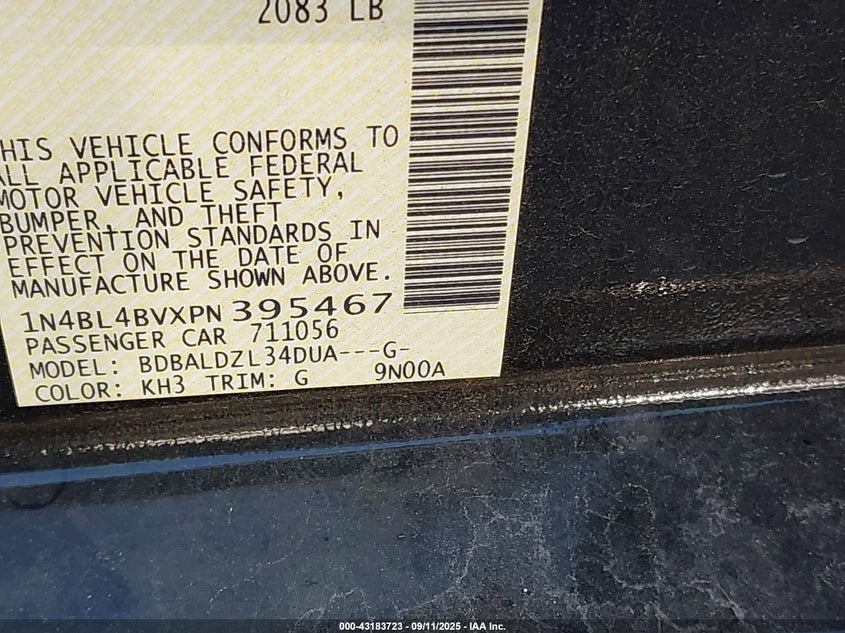 2083 LB
HIS VEHICLE CONFORMS TO
ALL APPLICABLE FEDERAL
MOTOR VEHICLE SAFETY,
BUMPER, AND THEFT
PREVENTION STANDARDS IN
EFFECT ON THE DATE OF
MANUFACTURE SHOWN ABOVE.
1N4BL4BVXPN395467
PASSENGER CAR 711056
MODEL: BDBALDZL34DUA---G-
COLOR: KH3 TRIM: G 9N00A
000-43183723 - 09/11/2025 - IAA Inc.